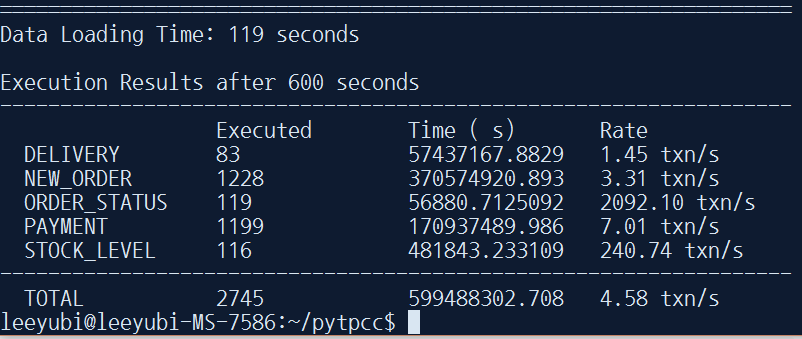 ==================================================================
Data Loading Time: 119 seconds
Execution Results after 600 seconds
------------------------------------------------------------------
Executed Time ( s) Rate
DELIVERY 83 57437167.8829 1.45 txn/s
NEW_ORDER 1228 370574920.893 3.31 txn/s
ORDER_STATUS 119 56880.7125092 2092.10 txn/s
PAYMENT 1199 170937489.986 7.01 txn/s
STOCK_LEVEL 116 481843.233109 240.74 txn/s
------------------------------------------------------------------
TOTAL 2745 599488302.708 4.58 txn/s
leeyubi@leeyubi-MS-7586:~/pytpcc$